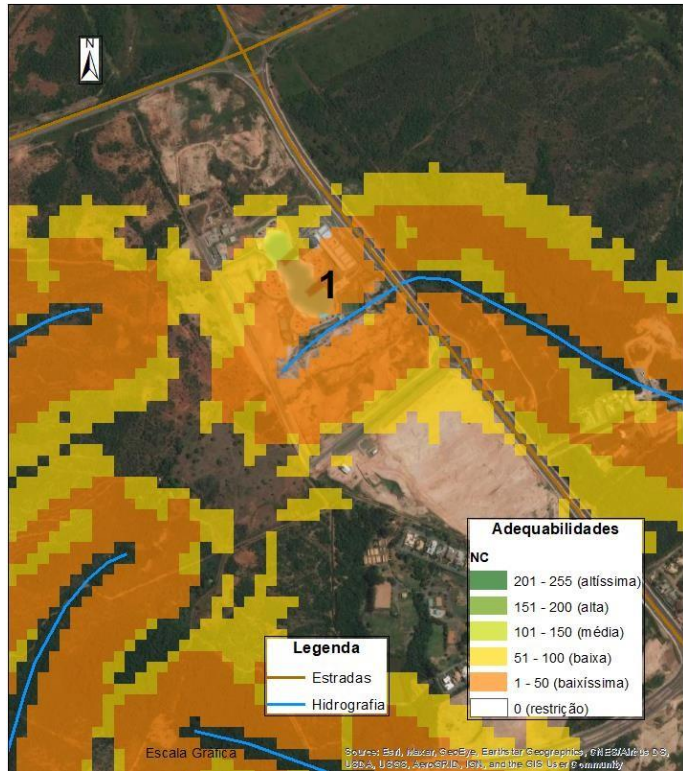 N
1
Adequabilidades
NC
201 - 255 (altíssima)
151 - 200 (alta)
101 - 150 (média)
51 - 100 (baixa)
1 - 50 (baixíssima)
0 (restrição)
Legenda
Estradas
Hidrografia
Escala Gráfica
Source: Esri, Maxar, GeoEye, Earthstar Geographics, CNES/Airbus DS,
USDA, USGS, AeroGRID, IGN, and the GIS User Community